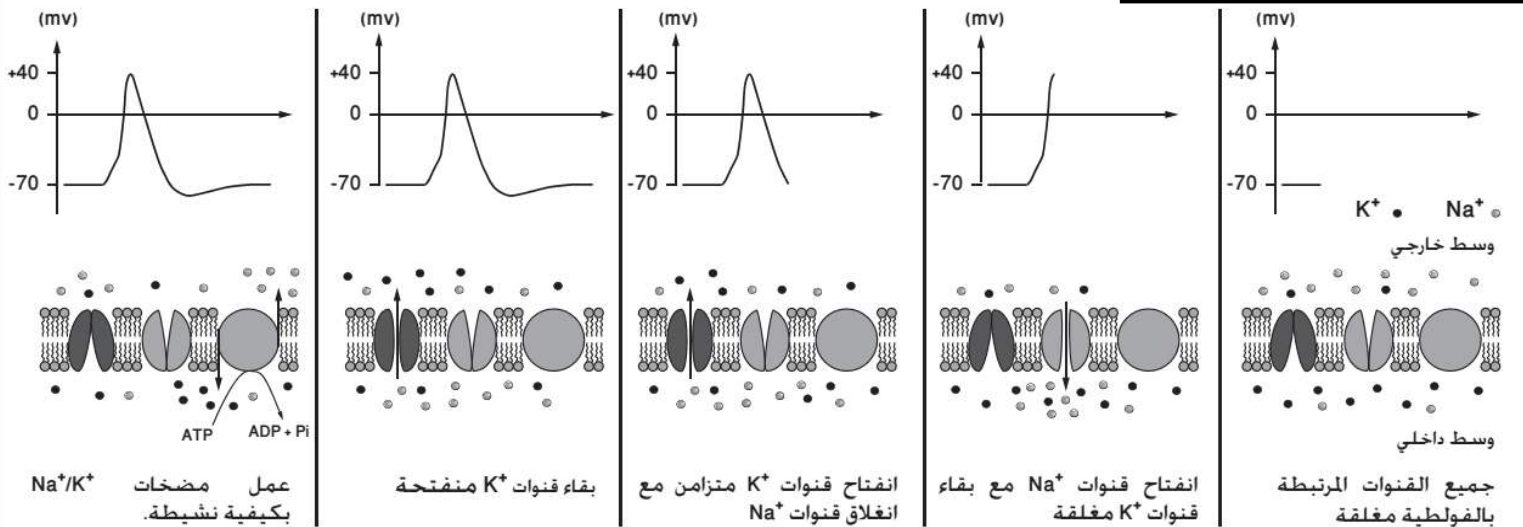 (mv)
+40
0
-70
K⁺ Na⁺
وسط خارجي
وسط داخلي
جميع القنوات المرتبطة
بالفولطية مغلقة
(mv)
+40
0
-70
انفتاح قنوات Na⁺ مع بقاء
قنوات K⁺ مغلقة
(mv)
+40
0
-70
انفتاح قنوات K⁺ متزامن مع
انغلاق قنوات Na⁺
(mv)
+40
0
-70
بقاء قنوات K⁺ منفتحة
(mv)
+40
0
-70
ATP ADP + Pi
عمل مضخات Na⁺/K⁺
بكيفية نشيطة.